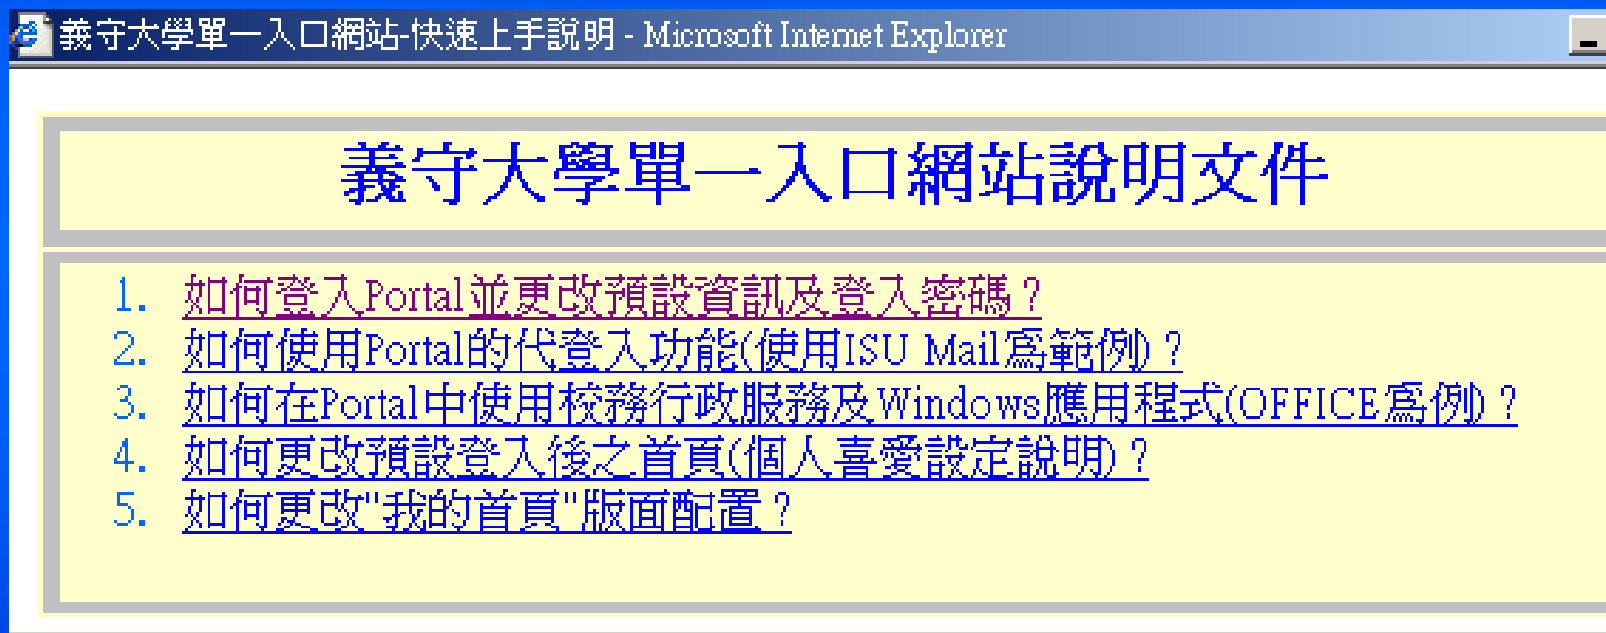 義守大學單一入口網站-快速上手說明 - Microsoft Internet Explorer
義守大學單一入口網站說明文件
1. 如何登入Portal並更改預設資訊及登入密碼？
2. 如何使用Portal的代登入功能(使用ISU Mail為範例)？
3. 如何在Portal中使用校務行政服務及Windows應用程式(OFFICE為例)？
4. 如何更改預設登入後之首頁(個人喜愛設定說明)？
5. 如何更改"我的首頁"版面配置？